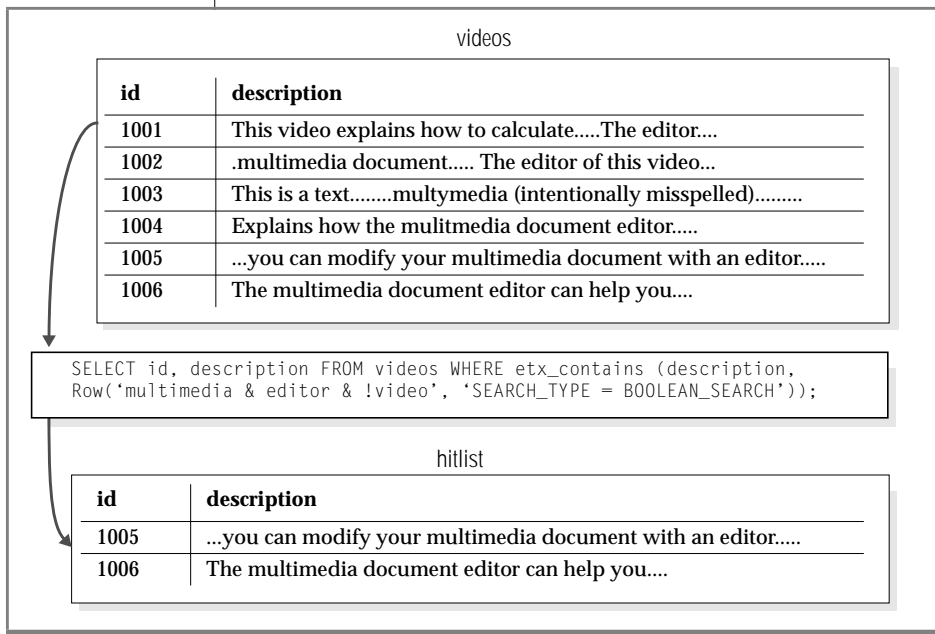 videos
id description
1001 This video explains how to calculate.....The editor....
1002 .multimedia document..... The editor of this video...
1003 This is a text........multymedia (intentionally misspelled).........
1004 Explains how the mulitmedia document editor.....
1005 ...you can modify your multimedia document with an editor.....
1006 The multimedia document editor can help you....
SELECT id, description FROM videos WHERE etx_contains (description,
Row(‘multimedia & editor & !video’, ‘SEARCH_TYPE = BOOLEAN_SEARCH’));
hitlist
id description
1005 ...you can modify your multimedia document with an editor.....
1006 The multimedia document editor can help you....